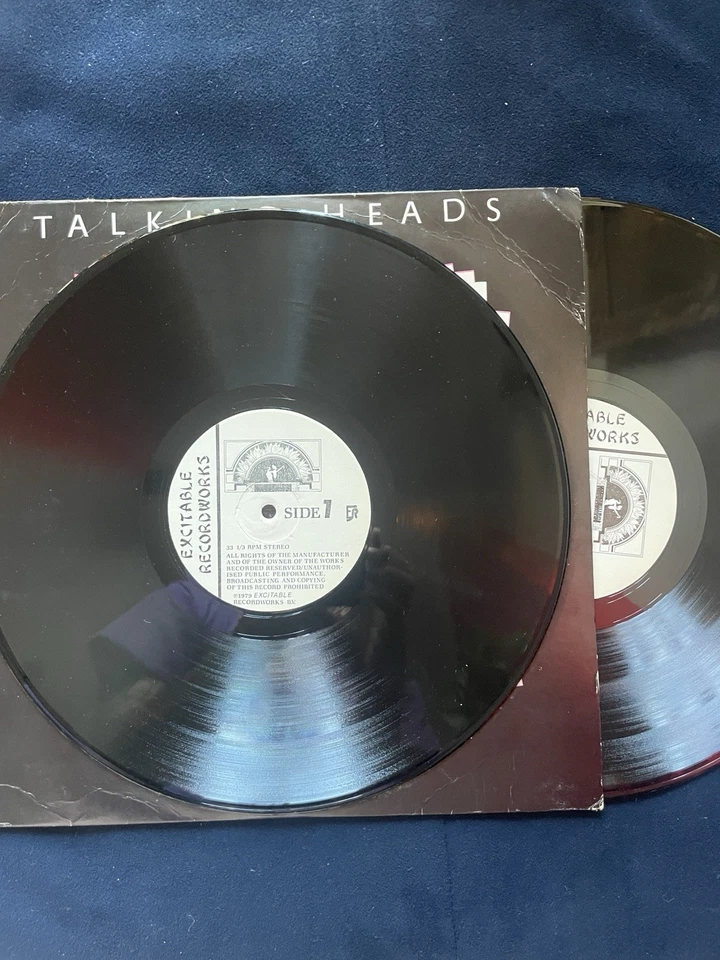 TALKING HEADS
EXCITABLE
RECORDWORKS
SIDE 1
33 1/3 RPM STEREO
ALL RIGHTS OF THE MANUFACTURER
AND OF THE OWNER OF THE WORKS
RECORDED RESERVED/UNAUTHOR-
ISED PUBLIC PERFORMANCE,
BROADCASTING AND COPYING
OF THIS RECORD PROHIBITED
℗1979 EXCITABLE
RECORDWORKS BV
ABLE
WORKS